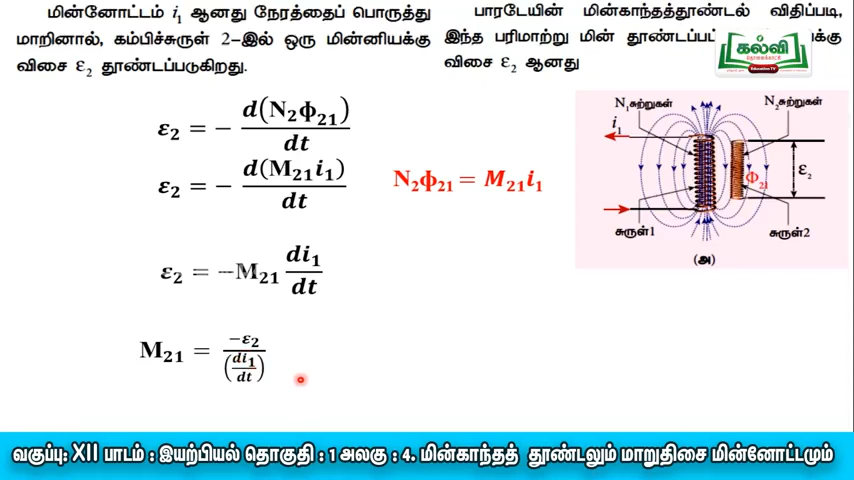 மின்னோட்டம் i₁ ஆனது நேரத்தைப் பொருத்து
மாறினால், கம்பிச்சுருள் 2–இல் ஒரு மின்னியக்கு
விசை ε₂ தூண்டப்படுகிறது.
பாரடேயின் மின்காந்தத்தூண்டல் விதிப்படி,
இந்த பரிமாற்று மின்
விசை ε₂ ஆனது
கல்வி
Education TV
ε₂ = − d(N₂ϕ₂₁)/dt
ε₂ = − d(M₂₁i₁)/dt
N₂ϕ₂₁ = M₂₁i₁
ε₂ = −M₂₁ di₁/dt
M₂₁ = −ε₂/(di₁/dt)
N₁சுற்றுகள்
N₂சுற்றுகள்
i₁
Φ₂₁
ε₂
சுருள்1
சுருள்2
(அ)
வகுப்பு: XII பாடம் : இயற்பியல் தொகுதி : 1 அலகு : 4. மின்காந்தத் தூண்டலும் மாறுதிசை மின்னோட்டமும்